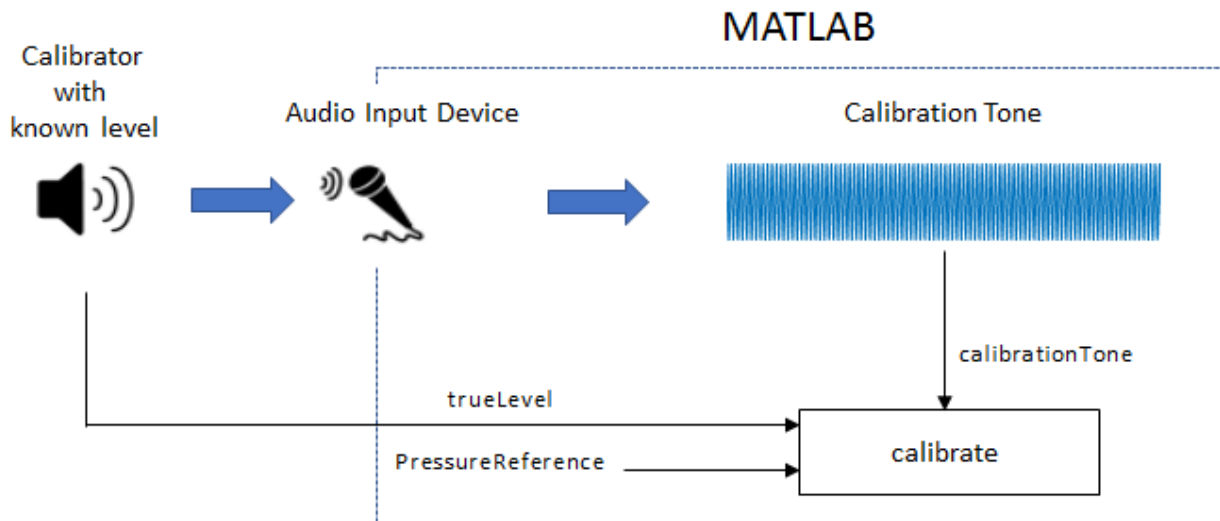 MATLAB
Calibrator
with
known level
Audio Input Device
Calibration Tone
calibrationTone
trueLevel
PressureReference
calibrate